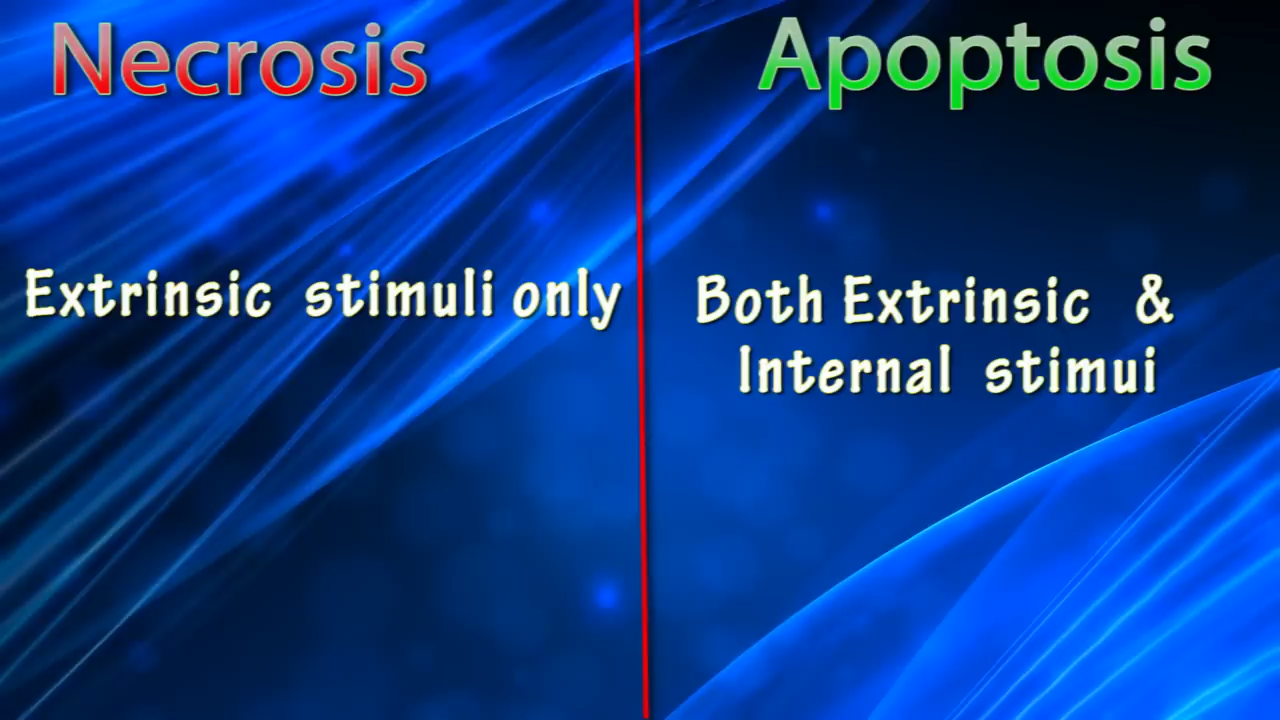 Necrosis
Extrinsic stimuli only
Apoptosis
Both Extrinsic &
Internal stimui